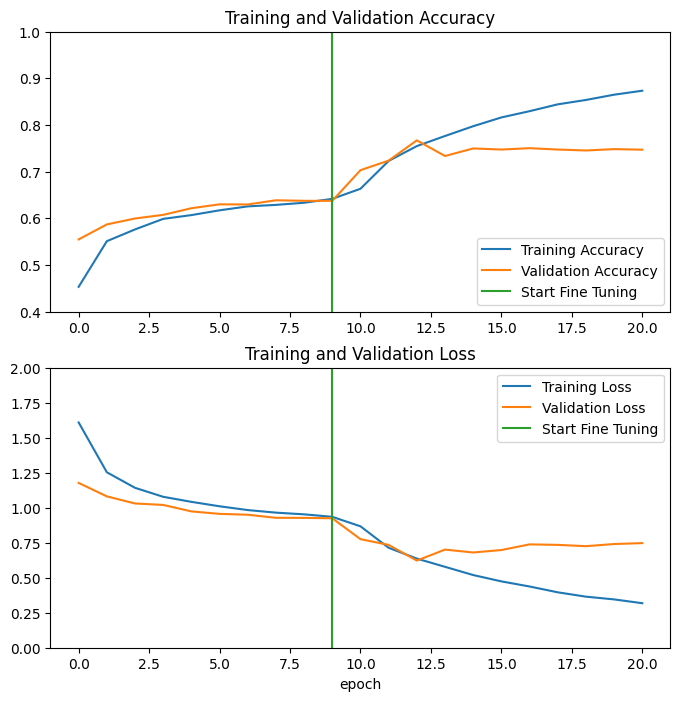 Training and Validation Accuracy
1.0
0.9
0.8
0.7
0.6
0.5
0.4
Training Accuracy
Validation Accuracy
Start Fine Tuning
0.0 2.5 5.0 7.5 10.0 12.5 15.0 17.5 20.0
Training and Validation Loss
2.00
1.75
1.50
1.25
1.00
0.75
0.50
0.25
0.00
Training Loss
Validation Loss
Start Fine Tuning
0.0 2.5 5.0 7.5 10.0 12.5 15.0 17.5 20.0
epoch